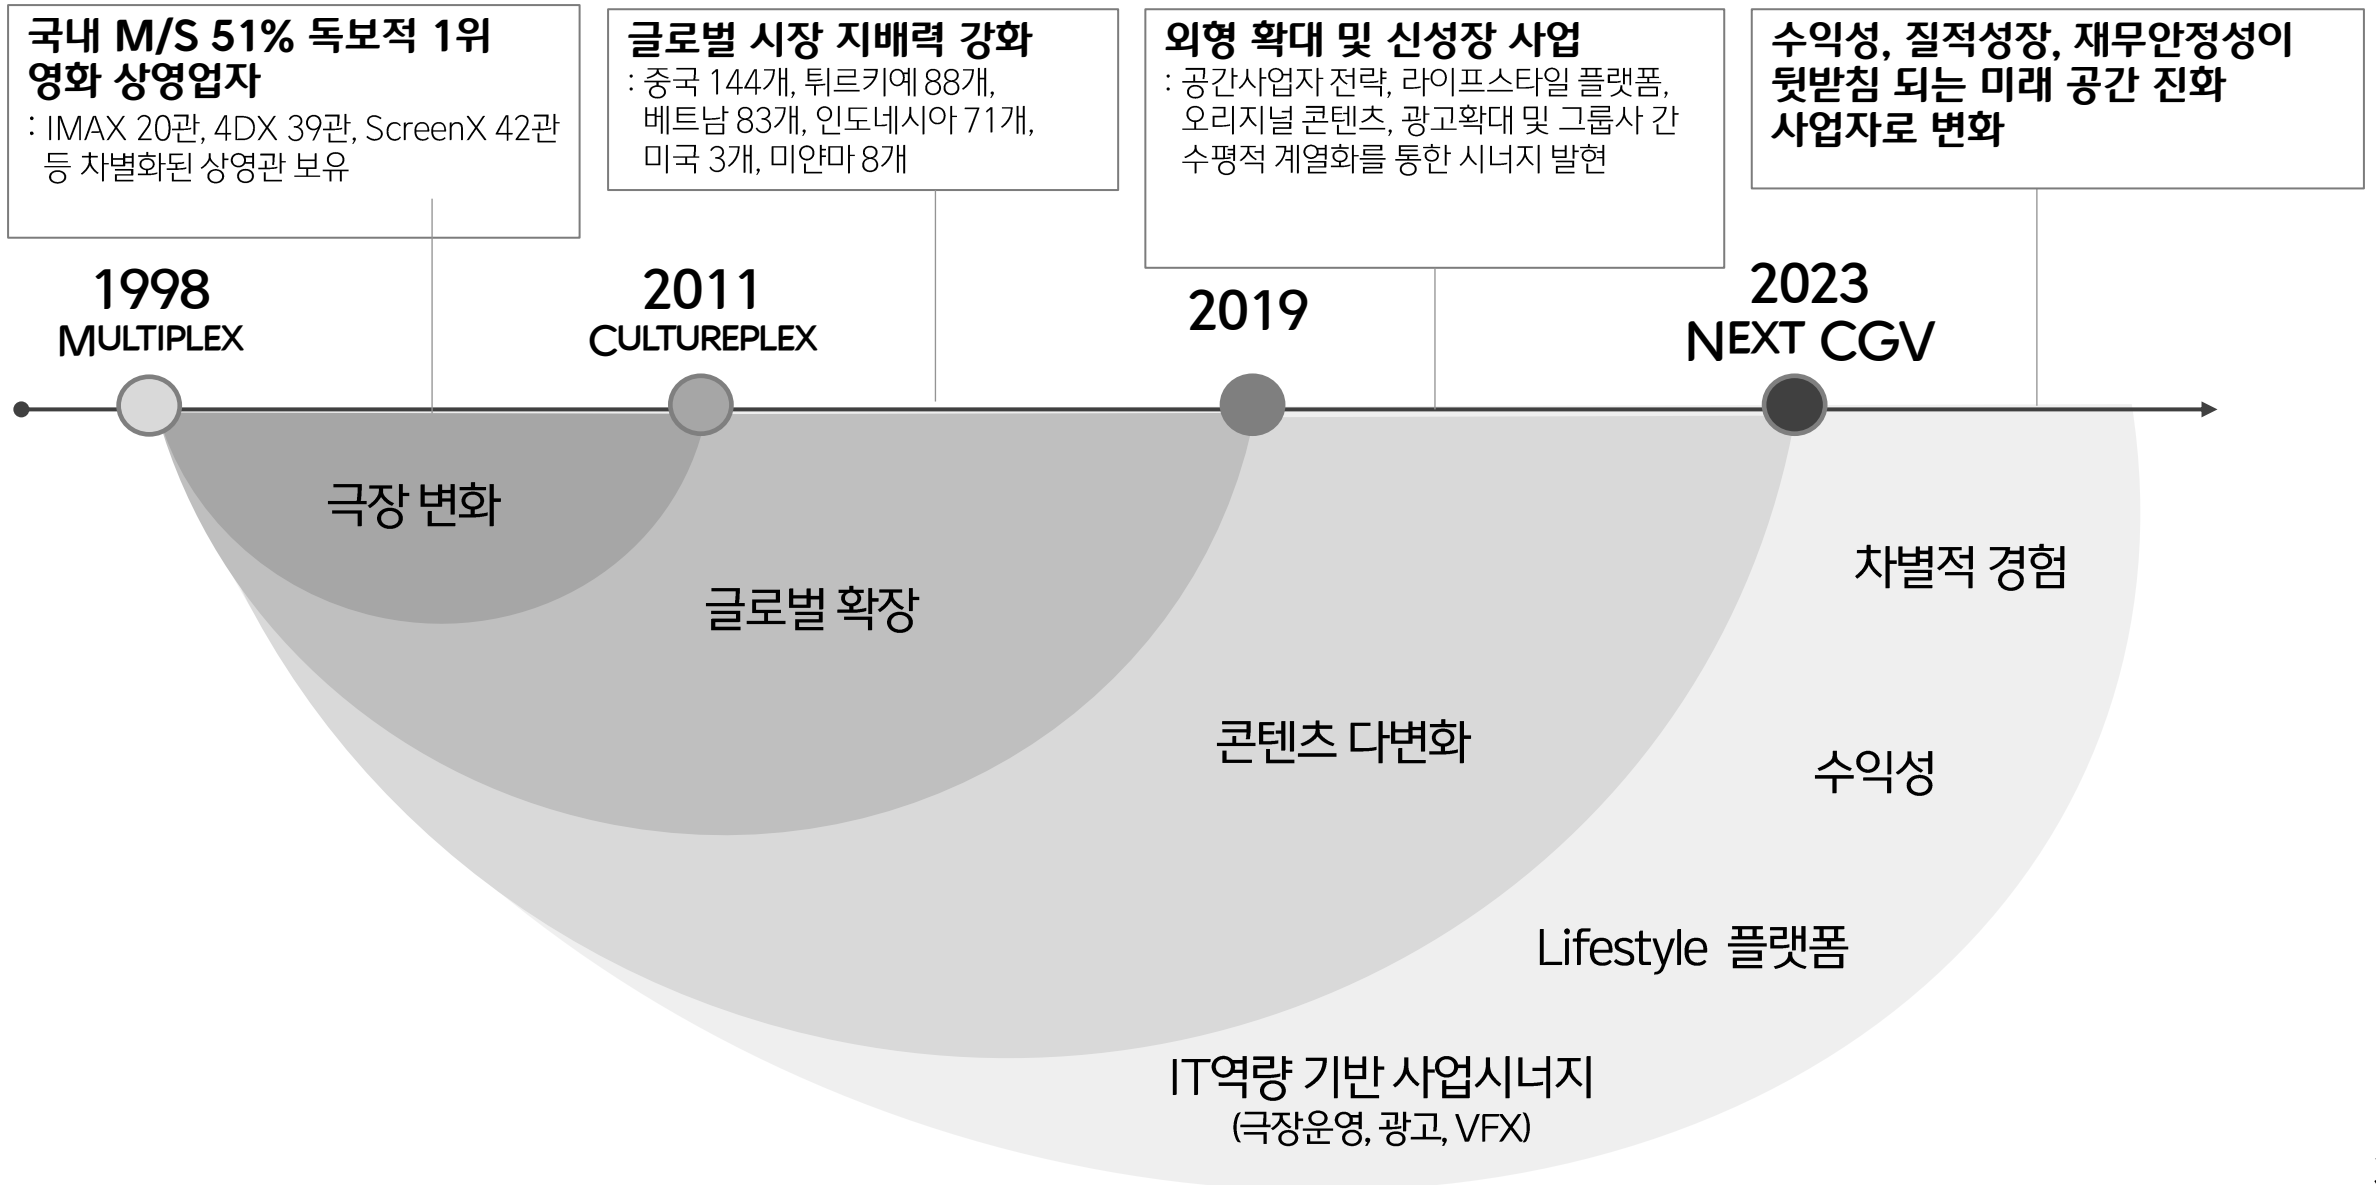 국내 M/S 51% 독보적 1위
영화 상영업자
: IMAX 20관, 4DX 39관, ScreenX 42관
등 차별화된 상영관 보유
글로벌 시장 지배력 강화
: 중국 144개, 튀르키예 88개,
베트남 83개, 인도네시아 71개,
미국 3개, 미얀마 8개
외형 확대 및 신성장 사업
: 공간사업자 전략, 라이프스타일 플랫폼,
오리지널 콘텐츠, 광고확대 및 그룹사 간
수평적 계열화를 통한 시너지 발현
수익성, 질적성장, 재무안정성이
뒷받침 되는 미래 공간 진화
사업자로 변화
1998
MULTIPLEX
2011
CULTUREPLEX
2019
2023
NEXT CGV
극장 변화
글로벌 확장
콘텐츠 다변화
차별적 경험
수익성
Lifestyle 플랫폼
IT역량 기반 사업시너지
(극장운영, 광고, VFX)